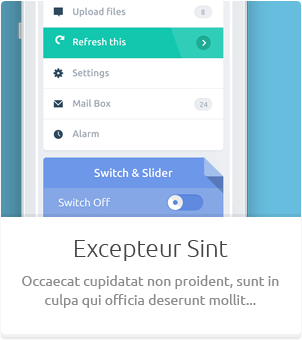 Upload files 8
Refresh this
Settings
Mail Box 24
Alarm
Switch & Slider
Switch Off
Excepteur Sint
Occaecat cupidatat non proident, sunt in
culpa qui officia deserunt mollit...